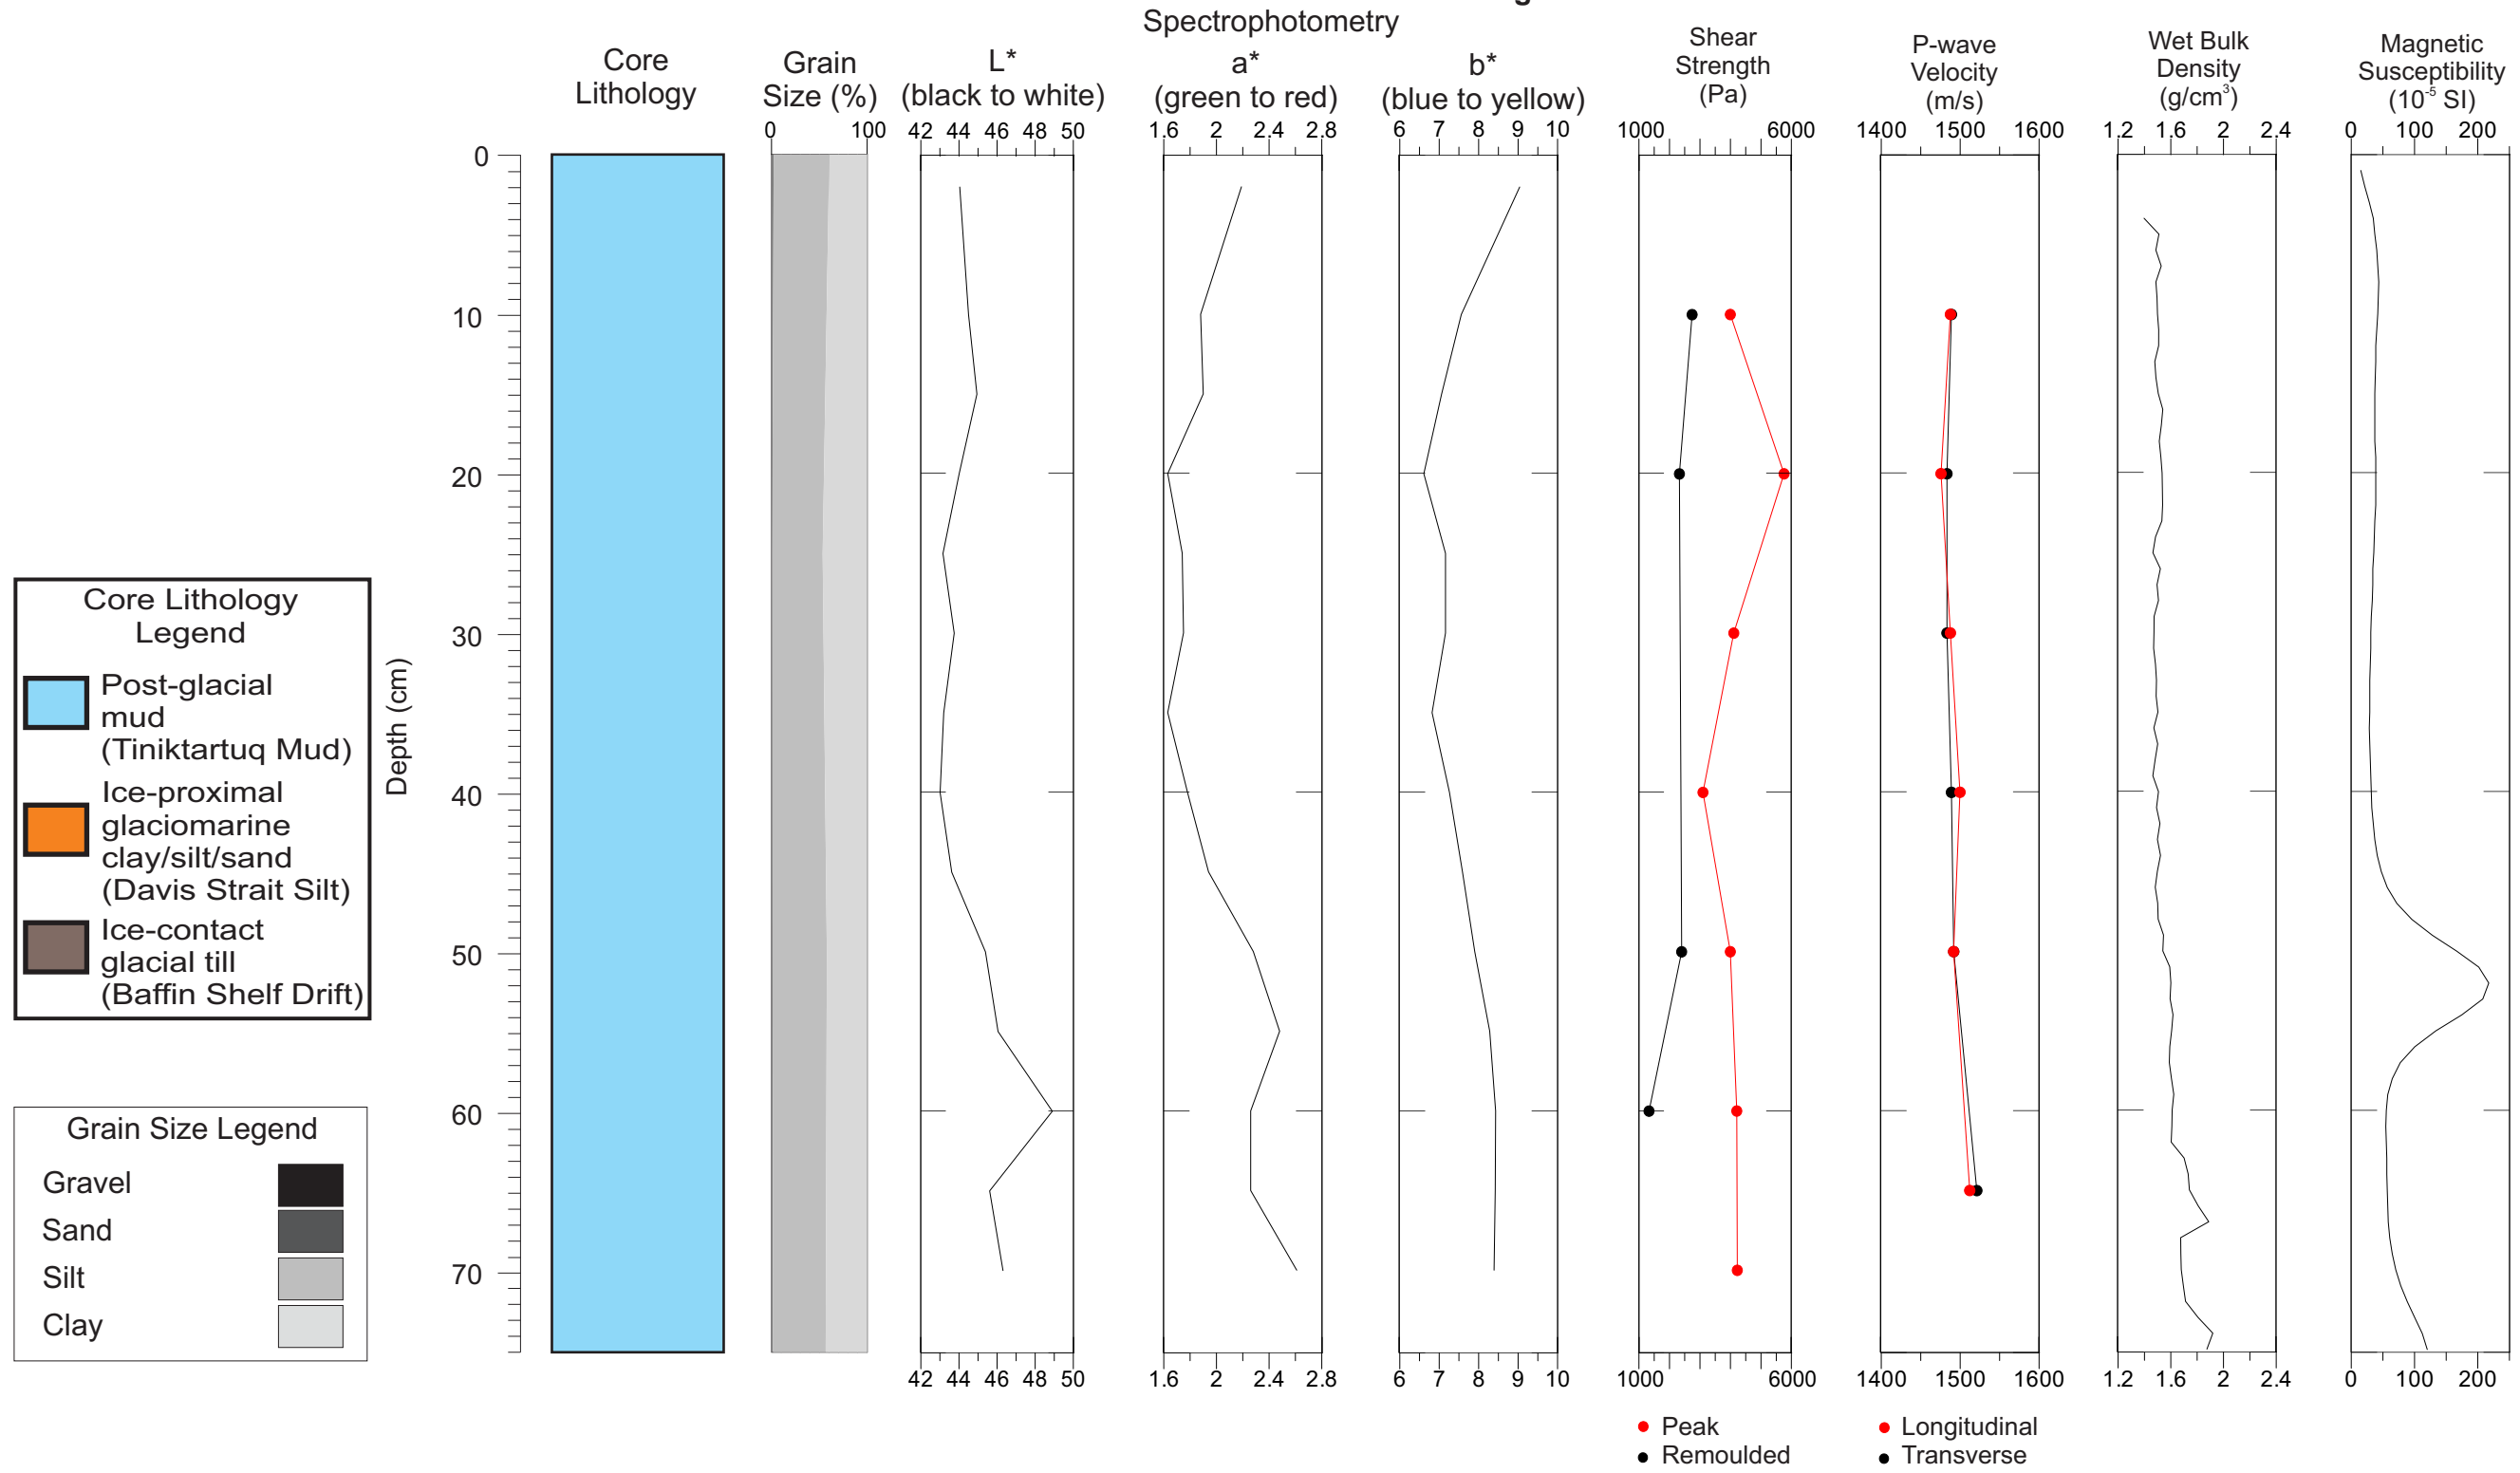 Spectrophotometry
Core
Lithology
Grain
Size (%)
L*
(black to white)
a*
(green to red)
b*
(blue to yellow)
Shear
Strength
(Pa)
P-wave
Velocity
(m/s)
Wet Bulk
Density
(g/cm³)
Magnetic
Susceptibility
(10⁻⁵ SI)
0 100
42 44 46 48 50
1.6 2 2.4 2.8
6 7 8 9 10
1000 6000
1400 1500 1600
1.2 1.6 2 2.4
0 100 200
Depth (cm)
0
10
20
30
40
50
60
70
Core Lithology
Legend
Post-glacial
mud
(Tiniktartuq Mud)
Ice-proximal
glaciomarine
clay/silt/sand
(Davis Strait Silt)
Ice-contact
glacial till
(Baffin Shelf Drift)
Grain Size Legend
Gravel
Sand
Silt
Clay
42 44 46 48 50
1.6 2 2.4 2.8
6 7 8 9 10
1000 6000
1400 1500 1600
1.2 1.6 2 2.4
0 100 200
Peak
Remoulded
Longitudinal
Transverse